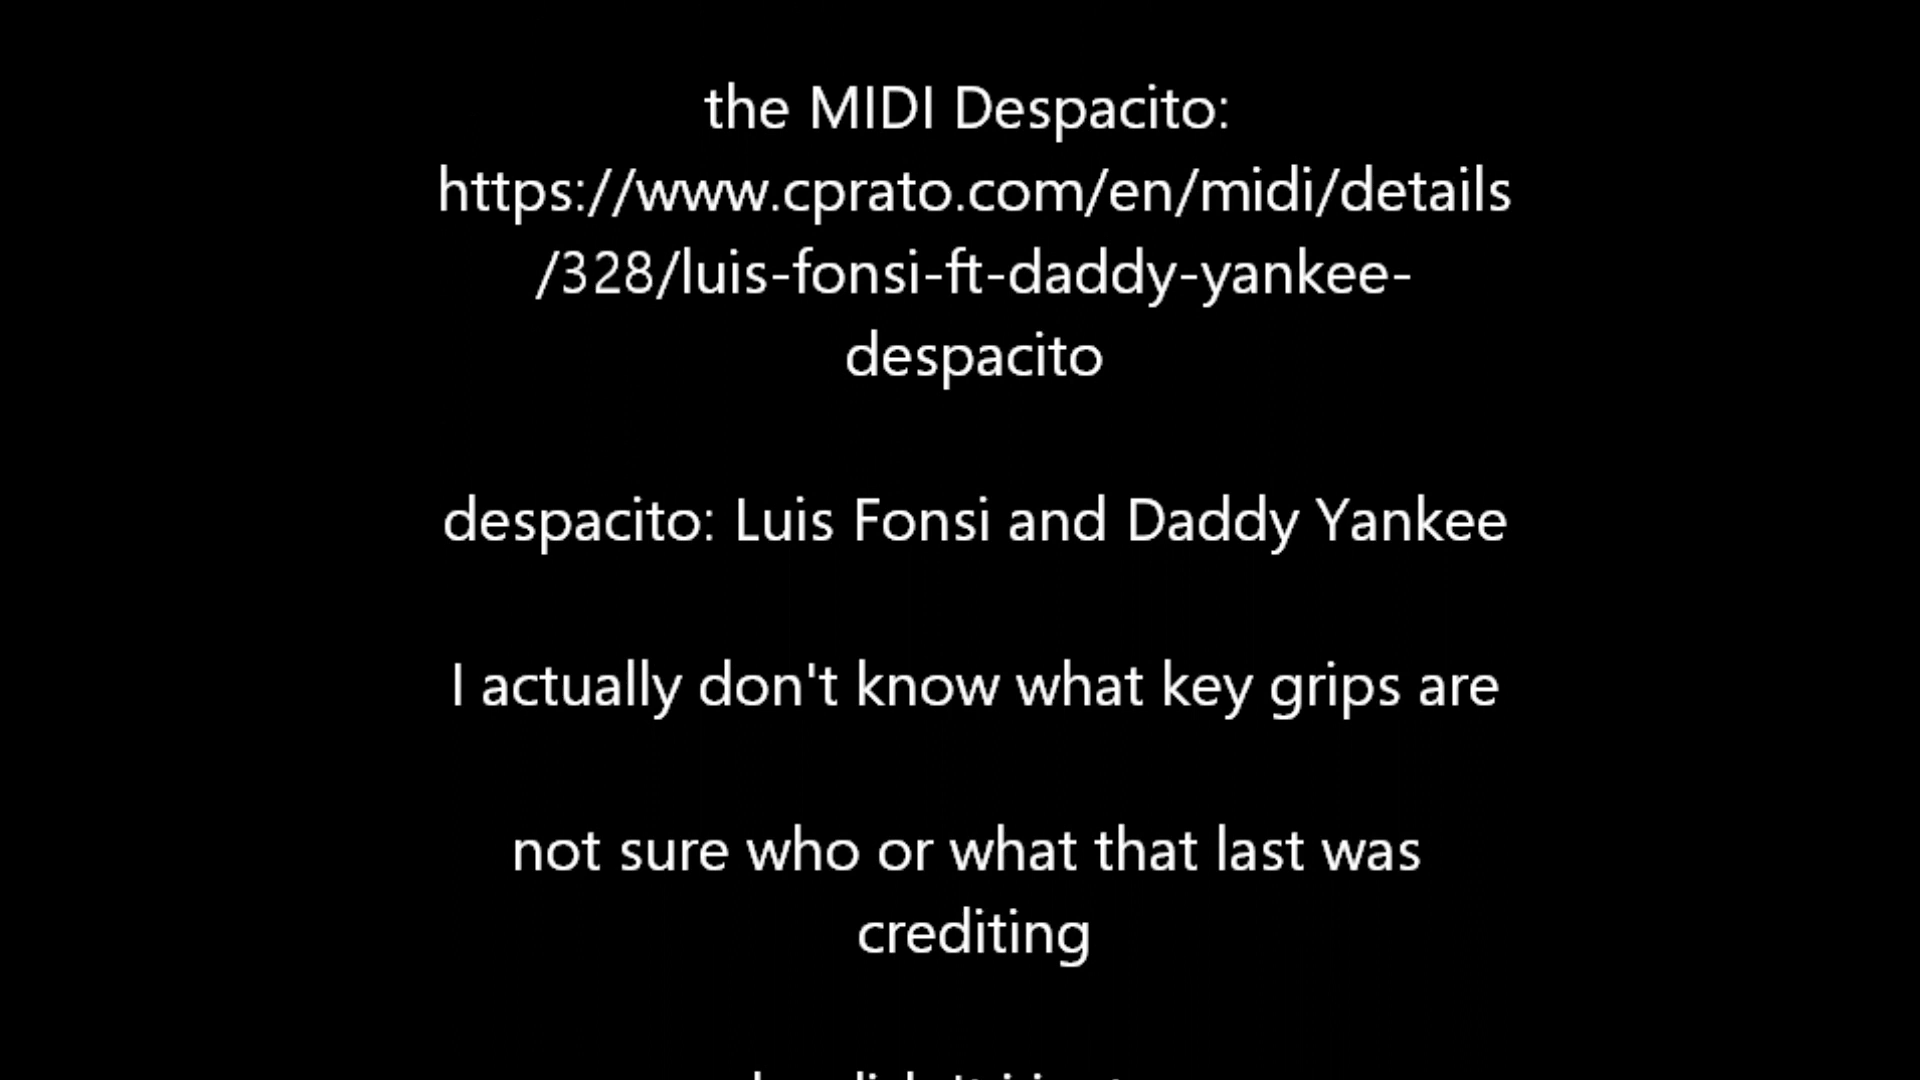 the MIDI Despacito:
https://www.cprato.com/en/midi/details
/328/luis-fonsi-ft-daddy-yankee-
despacito
despacito: Luis Fonsi and Daddy Yankee
I actually don't know what key grips are
not sure who or what that last was
crediting